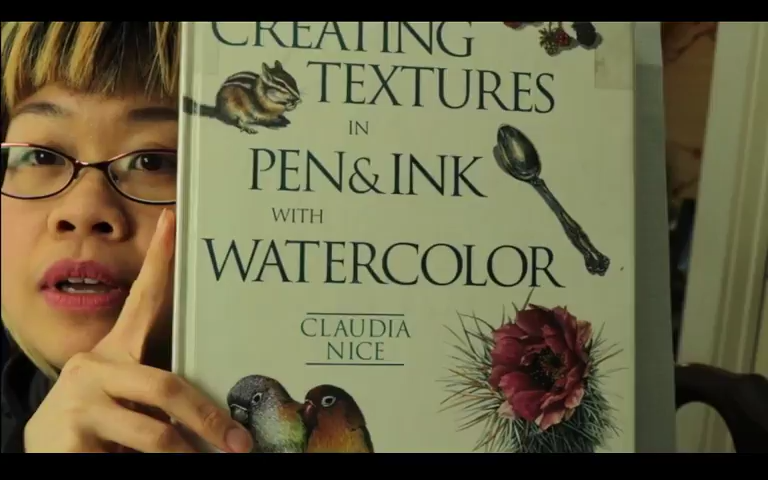 CREATING
TEXTURES
IN
PEN & INK
WITH
WATERCOLOR
CLAUDIA
NICE